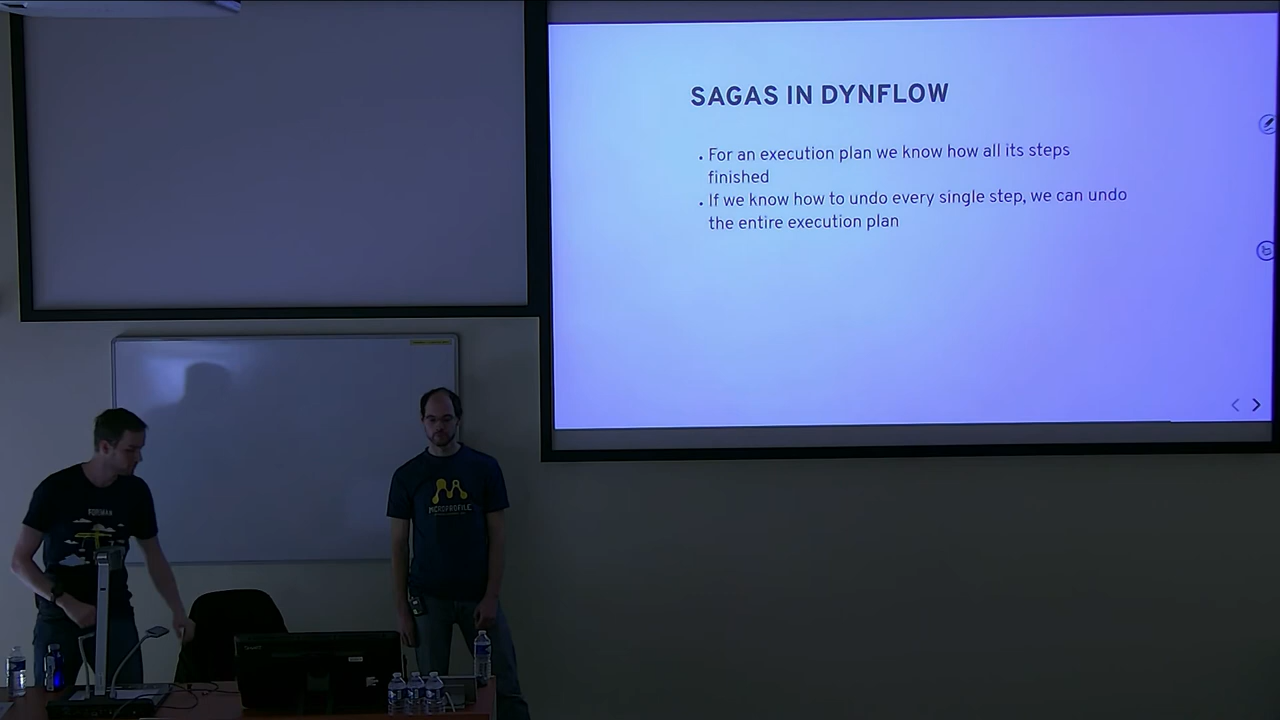 SAGAS IN DYNFLOW
. For an execution plan we know how all its steps
finished
. If we know how to undo every single step, we can undo
the entire execution plan
FOREMAN
MICROPROFILE